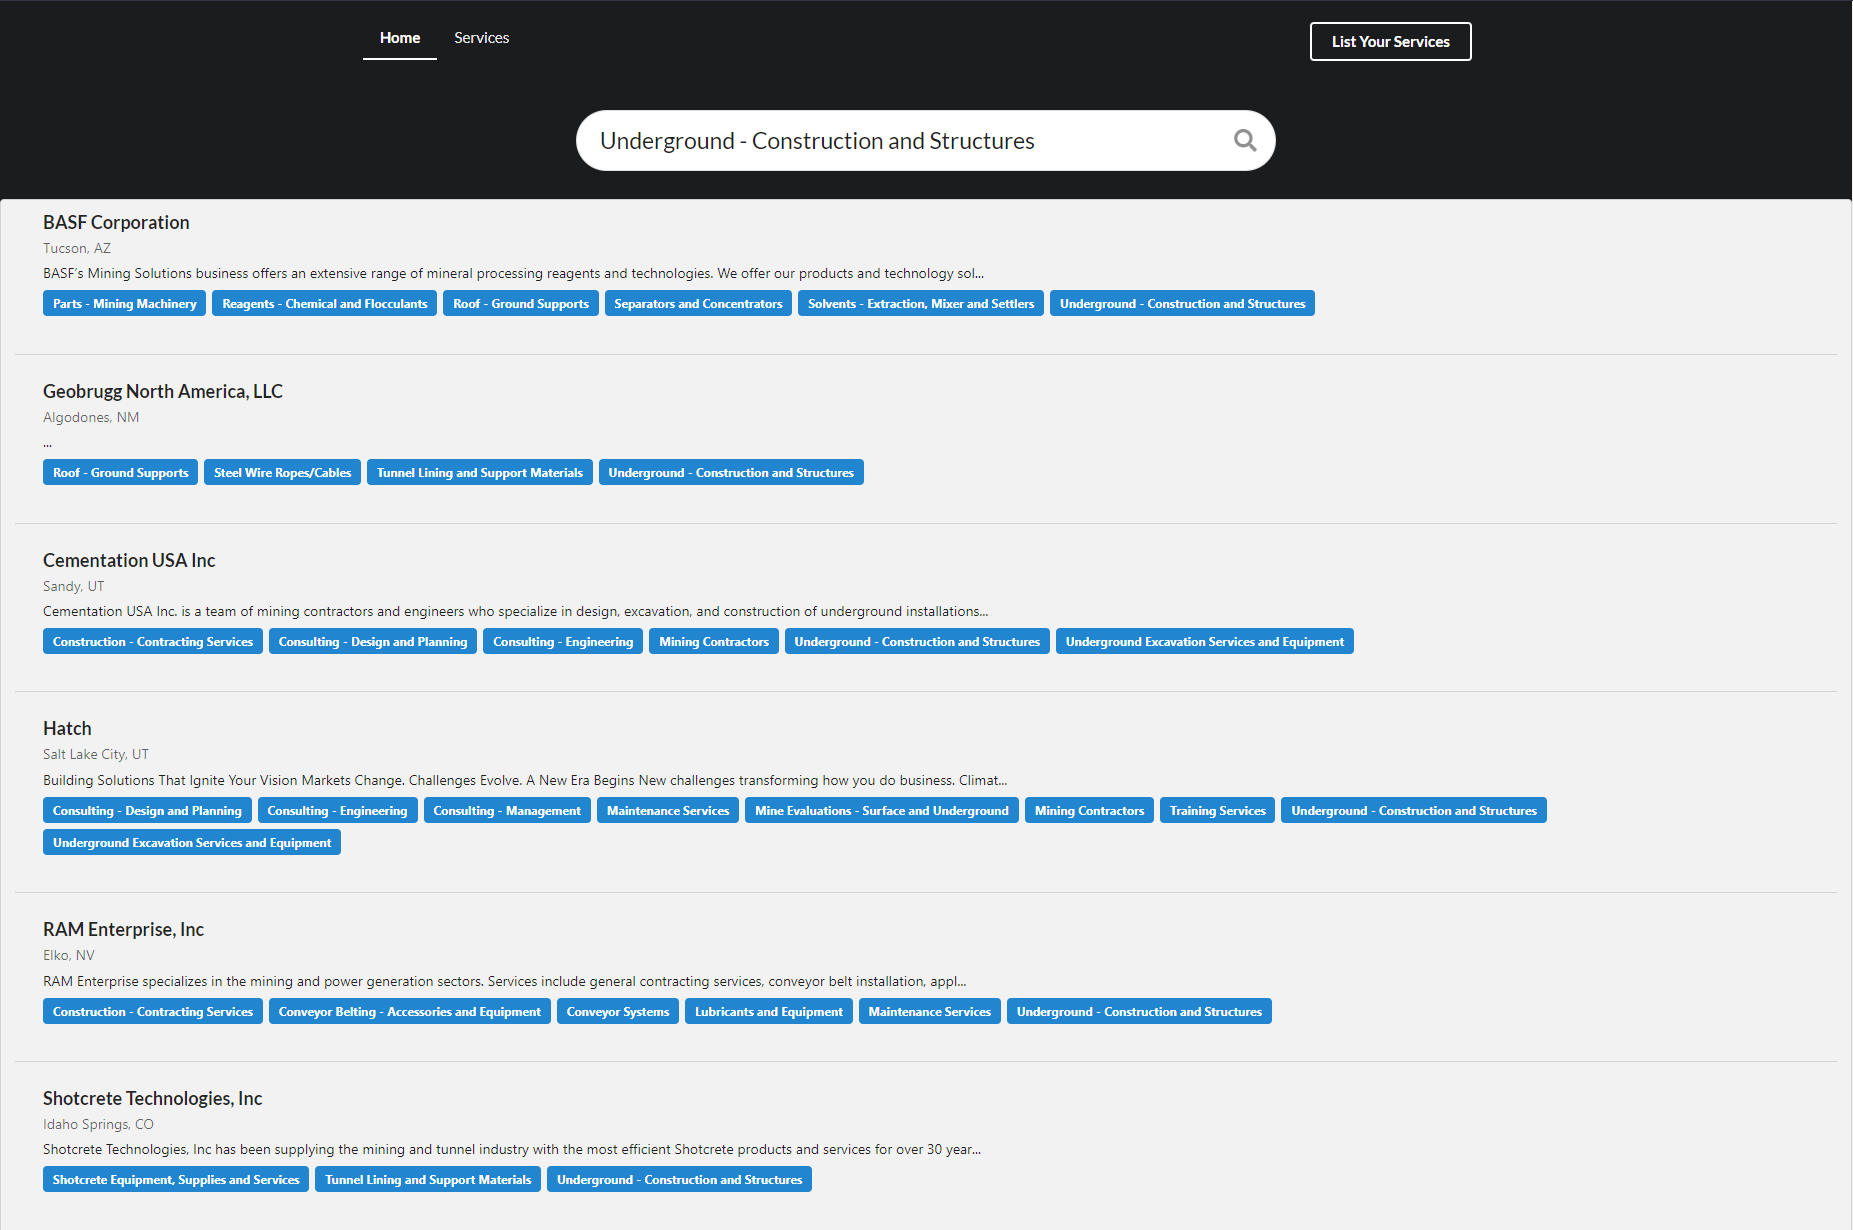 Home Services List Your Services
Underground - Construction and Structures
BASF Corporation
Tucson, AZ
BASF's Mining Solutions business offers an extensive range of mineral processing reagents and technologies. We offer our products and technology sol...
Parts - Mining Machinery Reagents - Chemical and Flocculants Roof - Ground Supports Separators and Concentrators Solvents - Extraction, Mixer and Settlers Underground - Construction and Structures
Geobrugg North America, LLC
Algodones, NM
...
Roof - Ground Supports Steel Wire Ropes/Cables Tunnel Lining and Support Materials Underground - Construction and Structures
Cementation USA Inc
Sandy, UT
Cementation USA Inc. is a team of mining contractors and engineers who specialize in design, excavation, and construction of underground installations...
Construction - Contracting Services Consulting - Design and Planning Consulting - Engineering Mining Contractors Underground - Construction and Structures Underground Excavation Services and Equipment
Hatch
Salt Lake City, UT
Building Solutions That Ignite Your Vision Markets Change. Challenges Evolve. A New Era Begins New challenges transforming how you do business. Climat...
Consulting - Design and Planning Consulting - Engineering Consulting - Management Maintenance Services Mine Evaluations - Surface and Underground Mining Contractors Training Services Underground - Construction and Structures
Underground Excavation Services and Equipment
RAM Enterprise, Inc
Elko, NV
RAM Enterprise specializes in the mining and power generation sectors. Services include general contracting services, conveyor belt installation, appl...
Construction - Contracting Services Conveyor Belting - Accessories and Equipment Conveyor Systems Lubricants and Equipment Maintenance Services Underground - Construction and Structures
Shotcrete Technologies, Inc
Idaho Springs, CO
Shotcrete Technologies, Inc has been supplying the mining and tunnel industry with the most efficient Shotcrete products and services for over 30 year...
Shotcrete Equipment, Supplies and Services Tunnel Lining and Support Materials Underground - Construction and Structures